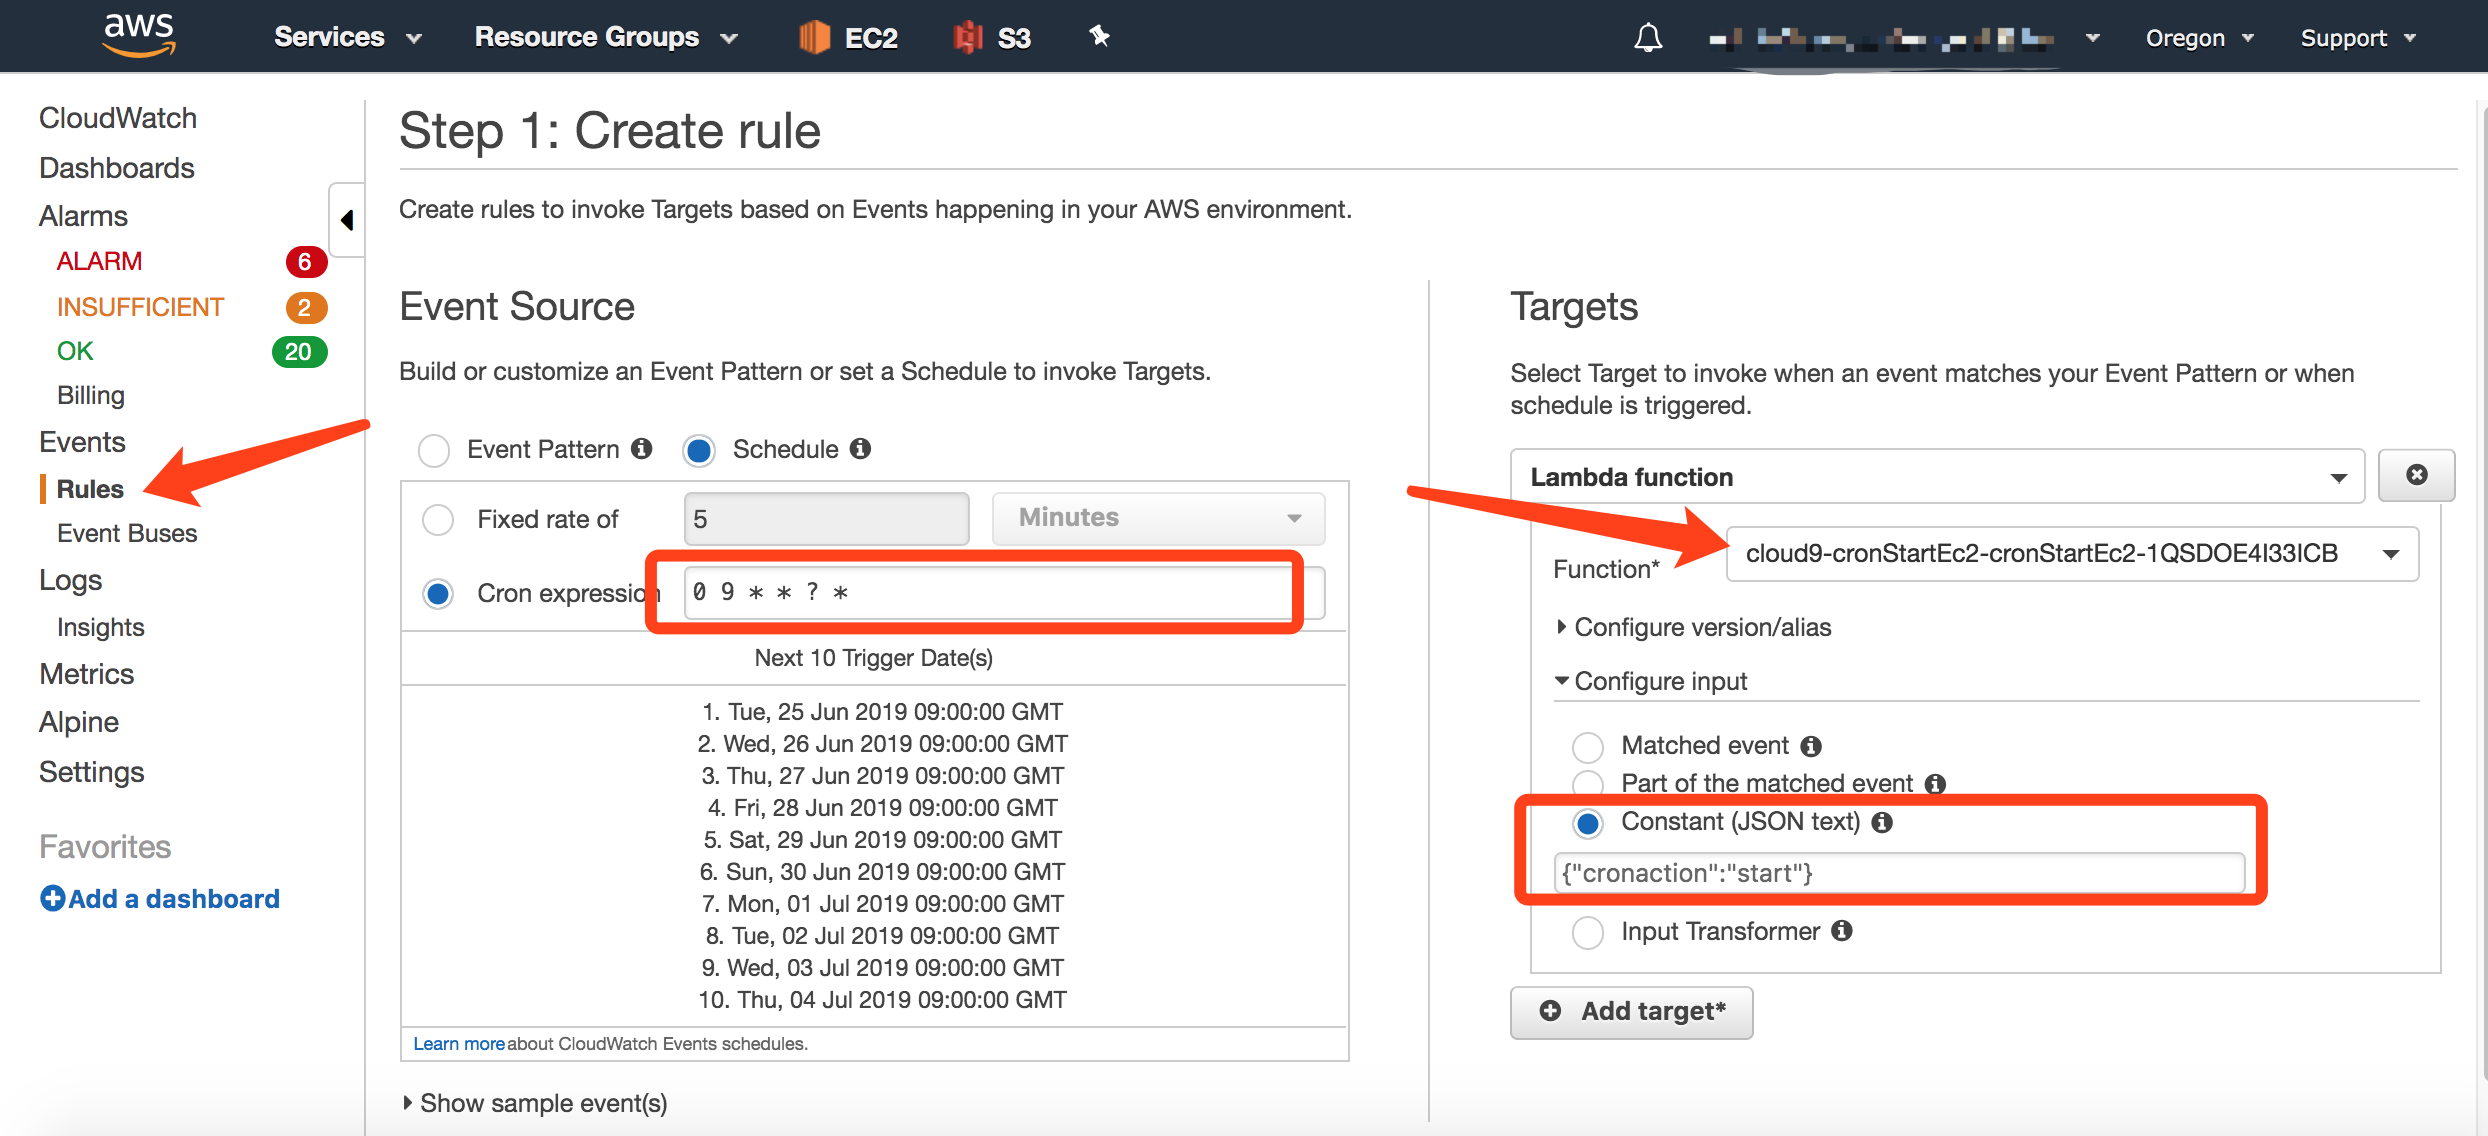 aws Services Resource Groups EC2 S3 Oregon Support
CloudWatch
Dashboards
Alarms
ALARM 6
INSUFFICIENT 2
OK 20
Billing
Events
Rules
Event Buses
Logs
Insights
Metrics
Alpine
Settings
Favorites
Add a dashboard
Step 1: Create rule
Create rules to invoke Targets based on Events happening in your AWS environment.
Event Source
Build or customize an Event Pattern or set a Schedule to invoke Targets.
Event Pattern Schedule
Fixed rate of 5 Minutes
Cron expression 0 9 * * ? *
Next 10 Trigger Date(s)
1. Tue, 25 Jun 2019 09:00:00 GMT
2. Wed, 26 Jun 2019 09:00:00 GMT
3. Thu, 27 Jun 2019 09:00:00 GMT
4. Fri, 28 Jun 2019 09:00:00 GMT
5. Sat, 29 Jun 2019 09:00:00 GMT
6. Sun, 30 Jun 2019 09:00:00 GMT
7. Mon, 01 Jul 2019 09:00:00 GMT
8. Tue, 02 Jul 2019 09:00:00 GMT
9. Wed, 03 Jul 2019 09:00:00 GMT
10. Thu, 04 Jul 2019 09:00:00 GMT
Learn more about CloudWatch Events schedules.
Show sample event(s)
Targets
Select Target to invoke when an event matches your Event Pattern or when
schedule is triggered.
Lambda function
Function* cloud9-cronStartEc2-cronStartEc2-1QSDOE4I33ICB
Configure version/alias
Configure input
Matched event
Part of the matched event
Constant (JSON text)
{"cronaction":"start"}
Input Transformer
Add target*